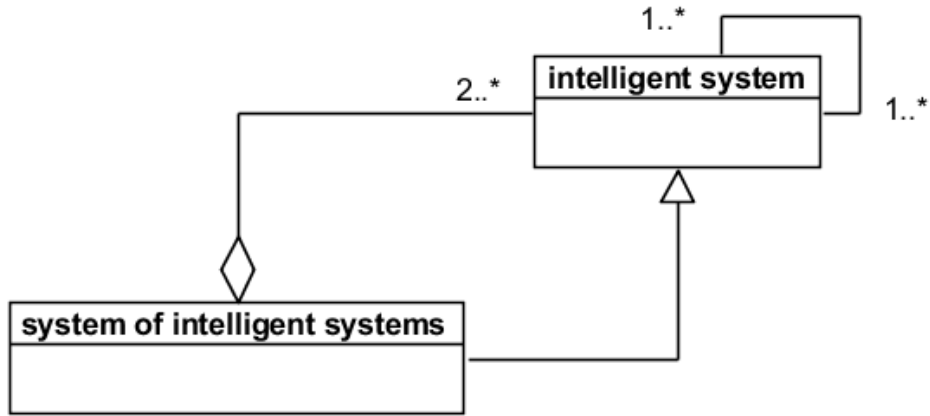 1..*
intelligent system
2..*
1..*
system of intelligent systems